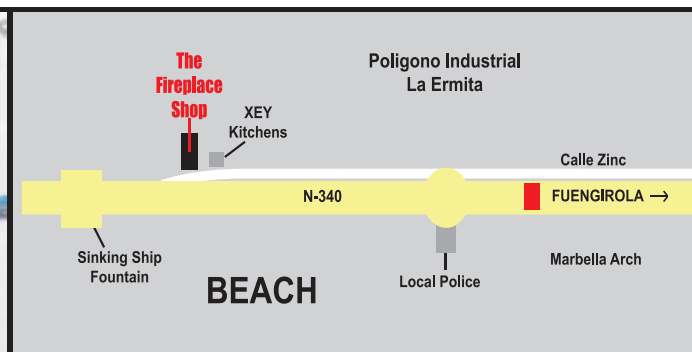 The
Fireplace
Shop
XEY
Kitchens
Poligono Industrial
La Ermita
Calle Zinc
N-340
FUENGIROLA →
Sinking Ship
Fountain
BEACH
Local Police
Marbella Arch